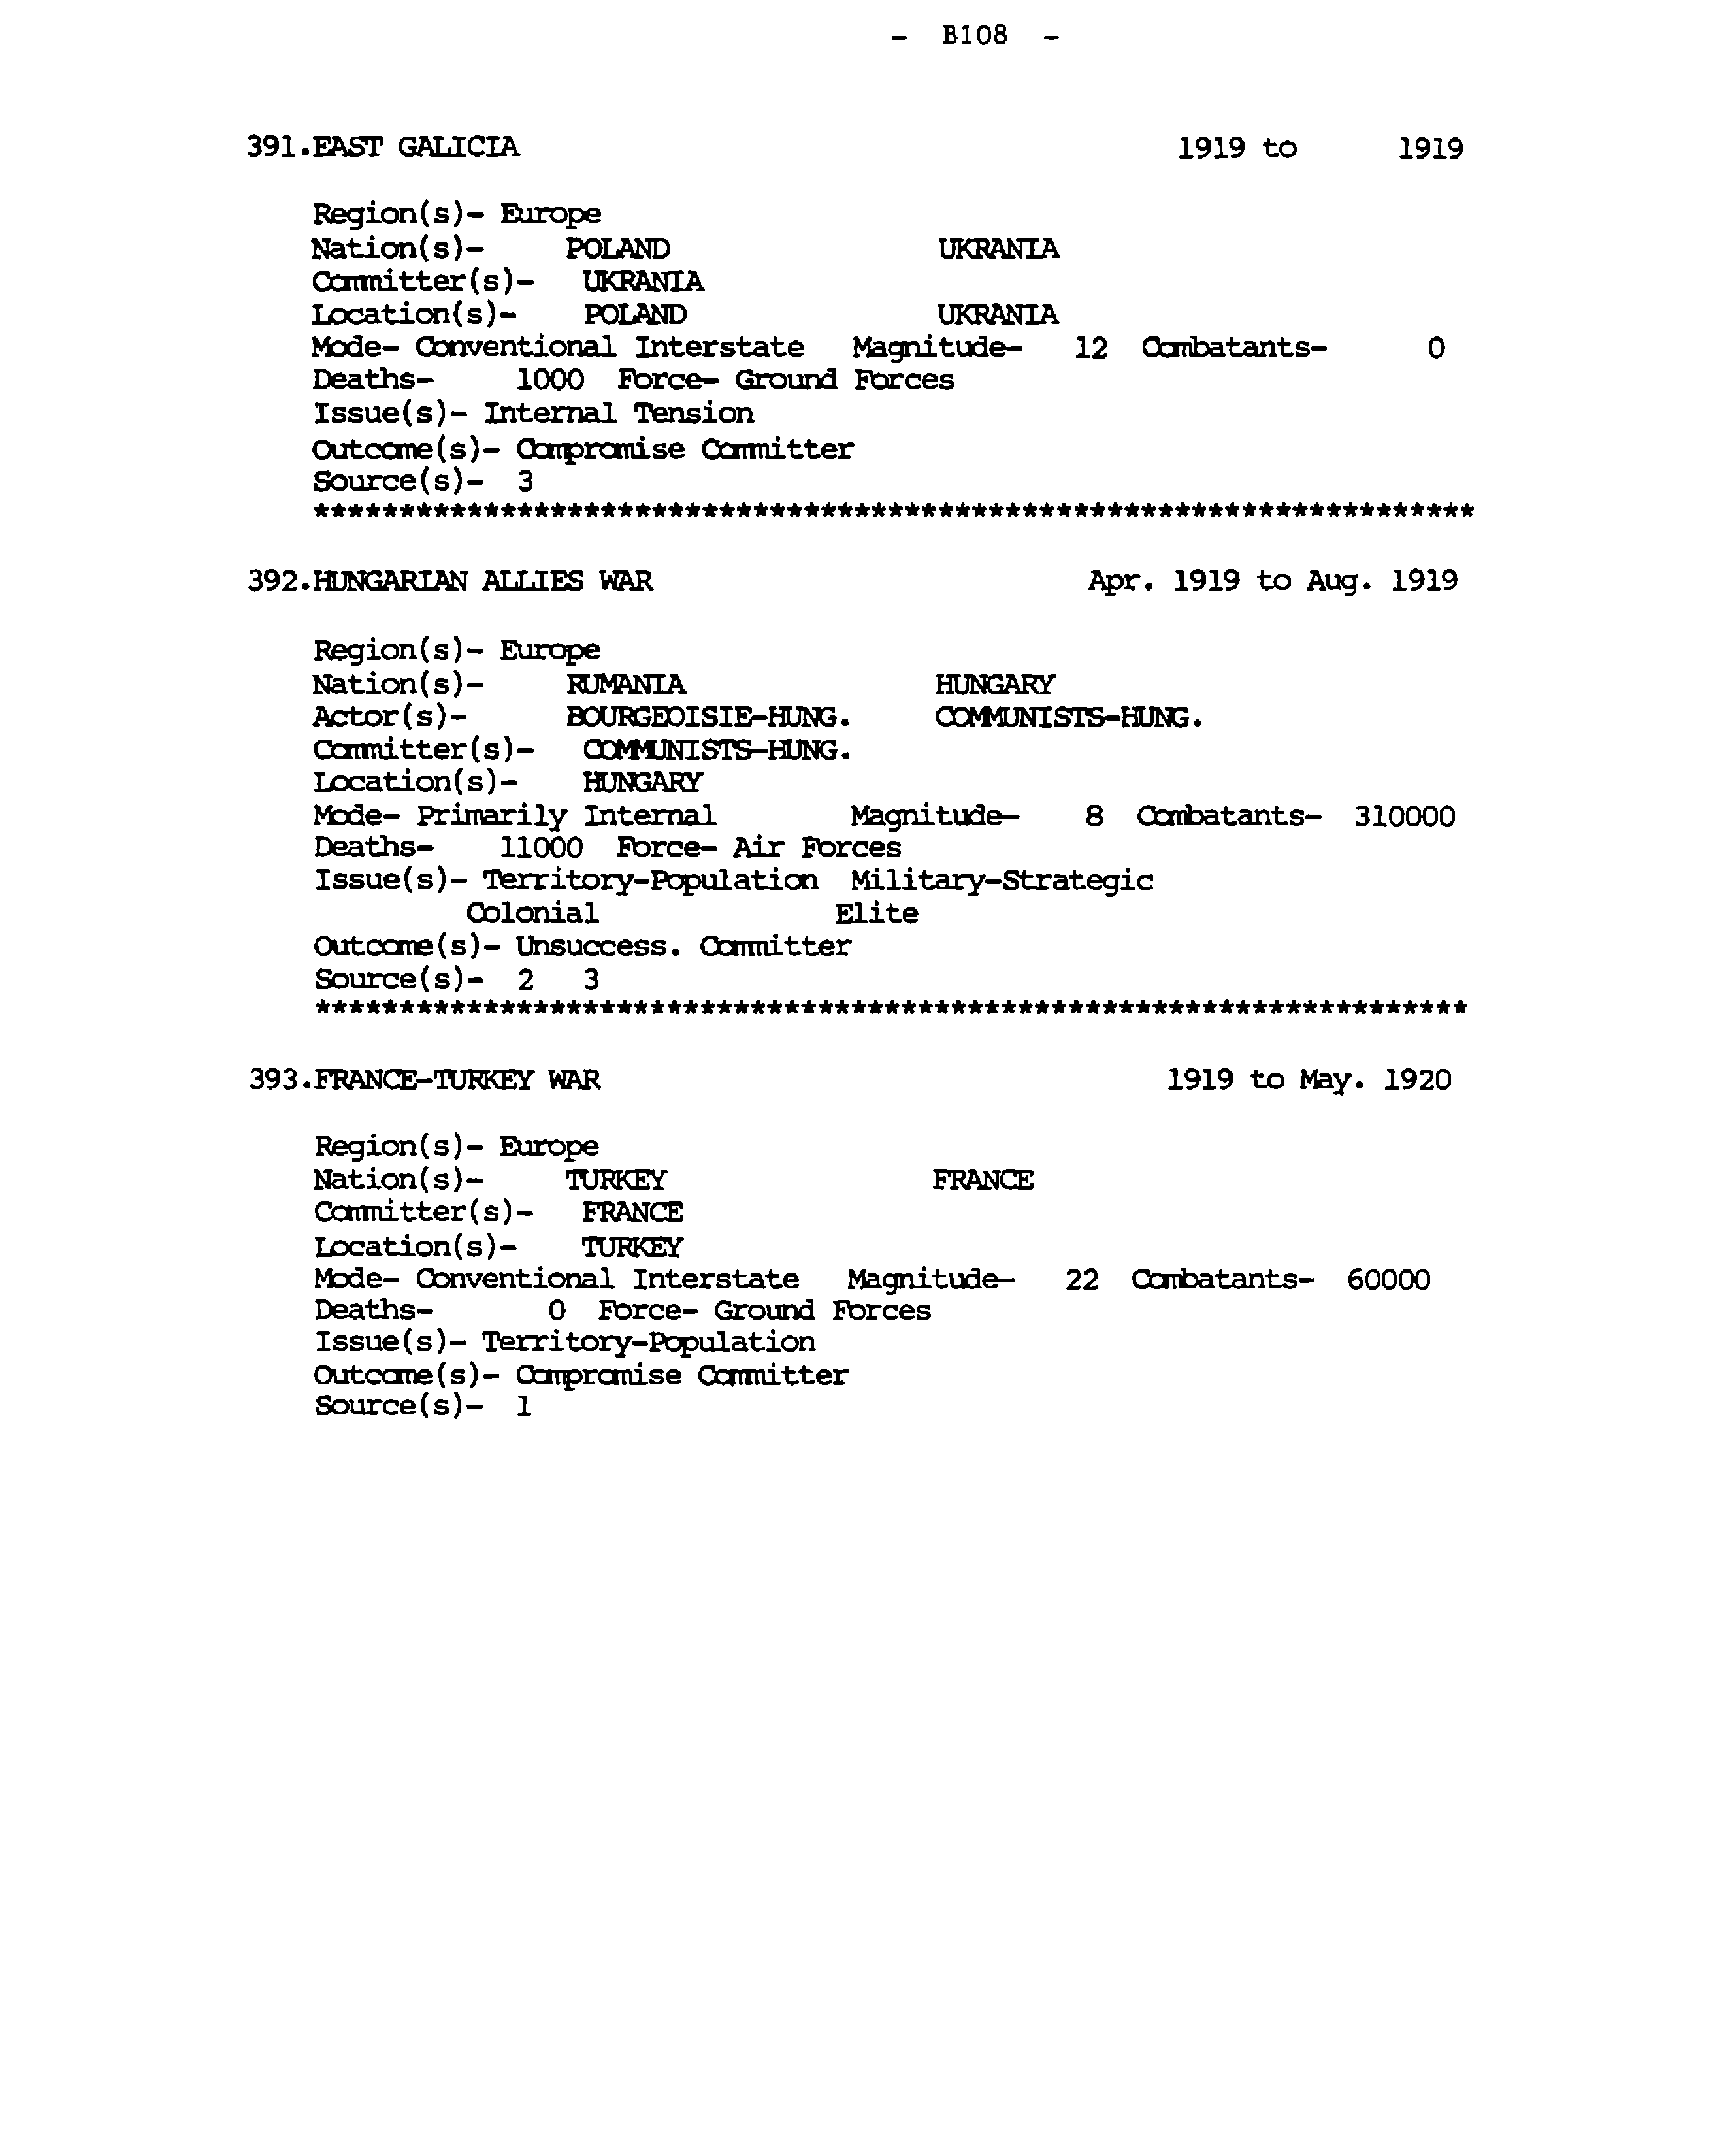 - B108 -
391.EAST GALICIA 1919 to 1919
Region(s)- Europe
Nation(s)- POLAND UKRANIA
Committer(s)- UKRANIA
Location(s)- POLAND UKRANIA
Mode- Conventional Interstate Magnitude- 12 Combatants- 0
Deaths- 1000 Force- Ground Forces
Issue(s)- Internal Tension
Outcome(s)- Compromise Committer
Source(s)- 3
**********************************************************************
392.HUNGARIAN ALLIES WAR Apr. 1919 to Aug. 1919
Region(s)- Europe
Nation(s)- RUMANIA HUNGARY
Actor(s)- BOURGEOISIE-HUNG. COMMUNISTS-HUNG.
Committer(s)- COMMUNISTS-HUNG.
Location(s)- HUNGARY
Mode- Primarily Internal Magnitude- 8 Combatants- 310000
Deaths- 11000 Force- Air Forces
Issue(s)- Territory-Population Military-Strategic
Colonial Elite
Outcome(s)- Unsuccess. Committer
Source(s)- 2 3
**********************************************************************
393.FRANCE-TURKEY WAR 1919 to May. 1920
Region(s)- Europe
Nation(s)- TURKEY FRANCE
Committer(s)- FRANCE
Location(s)- TURKEY
Mode- Conventional Interstate Magnitude- 22 Combatants- 60000
Deaths- 0 Force- Ground Forces
Issue(s)- Territory-Population
Outcome(s)- Compromise Committer
Source(s)- 1